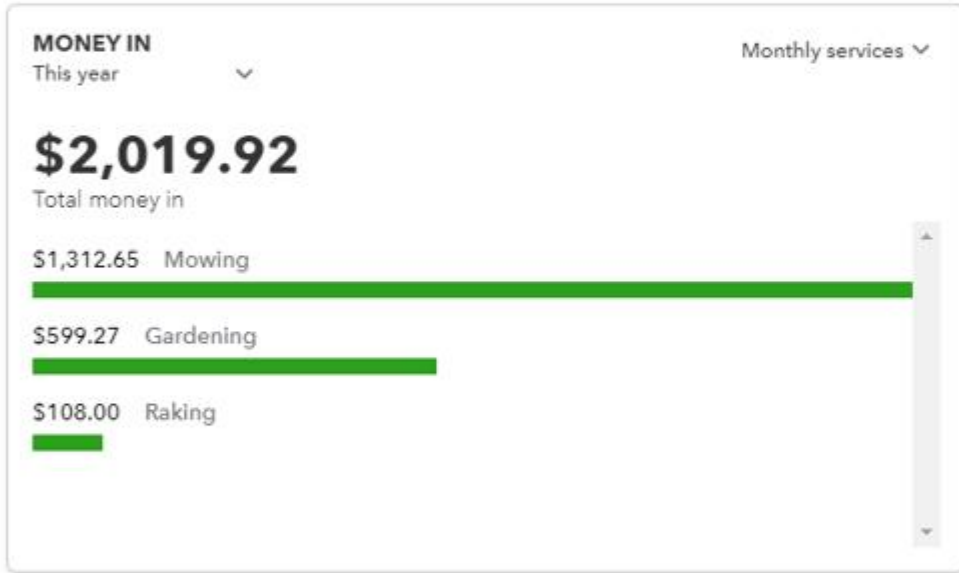 MONEY IN
This year
Monthly services
$2,019.92
Total money in
$1,312.65 Mowing
$599.27 Gardening
$108.00 Raking